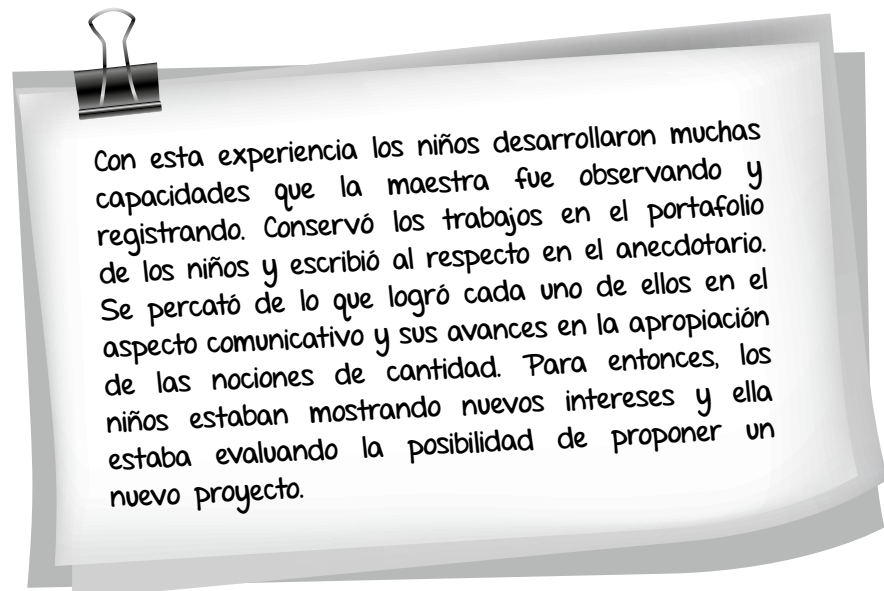 Con esta experiencia los niños desarrollaron muchas
capacidades que la maestra fue observando y
registrando. Conservó los trabajos en el portafolio
de los niños y escribió al respecto en el anecdotario.
Se percató de lo que logró cada uno de ellos en el
aspecto comunicativo y sus avances en la apropiación
de las nociones de cantidad. Para entonces, los
niños estaban mostrando nuevos intereses y ella
estaba evaluando la posibilidad de proponer un
nuevo proyecto.